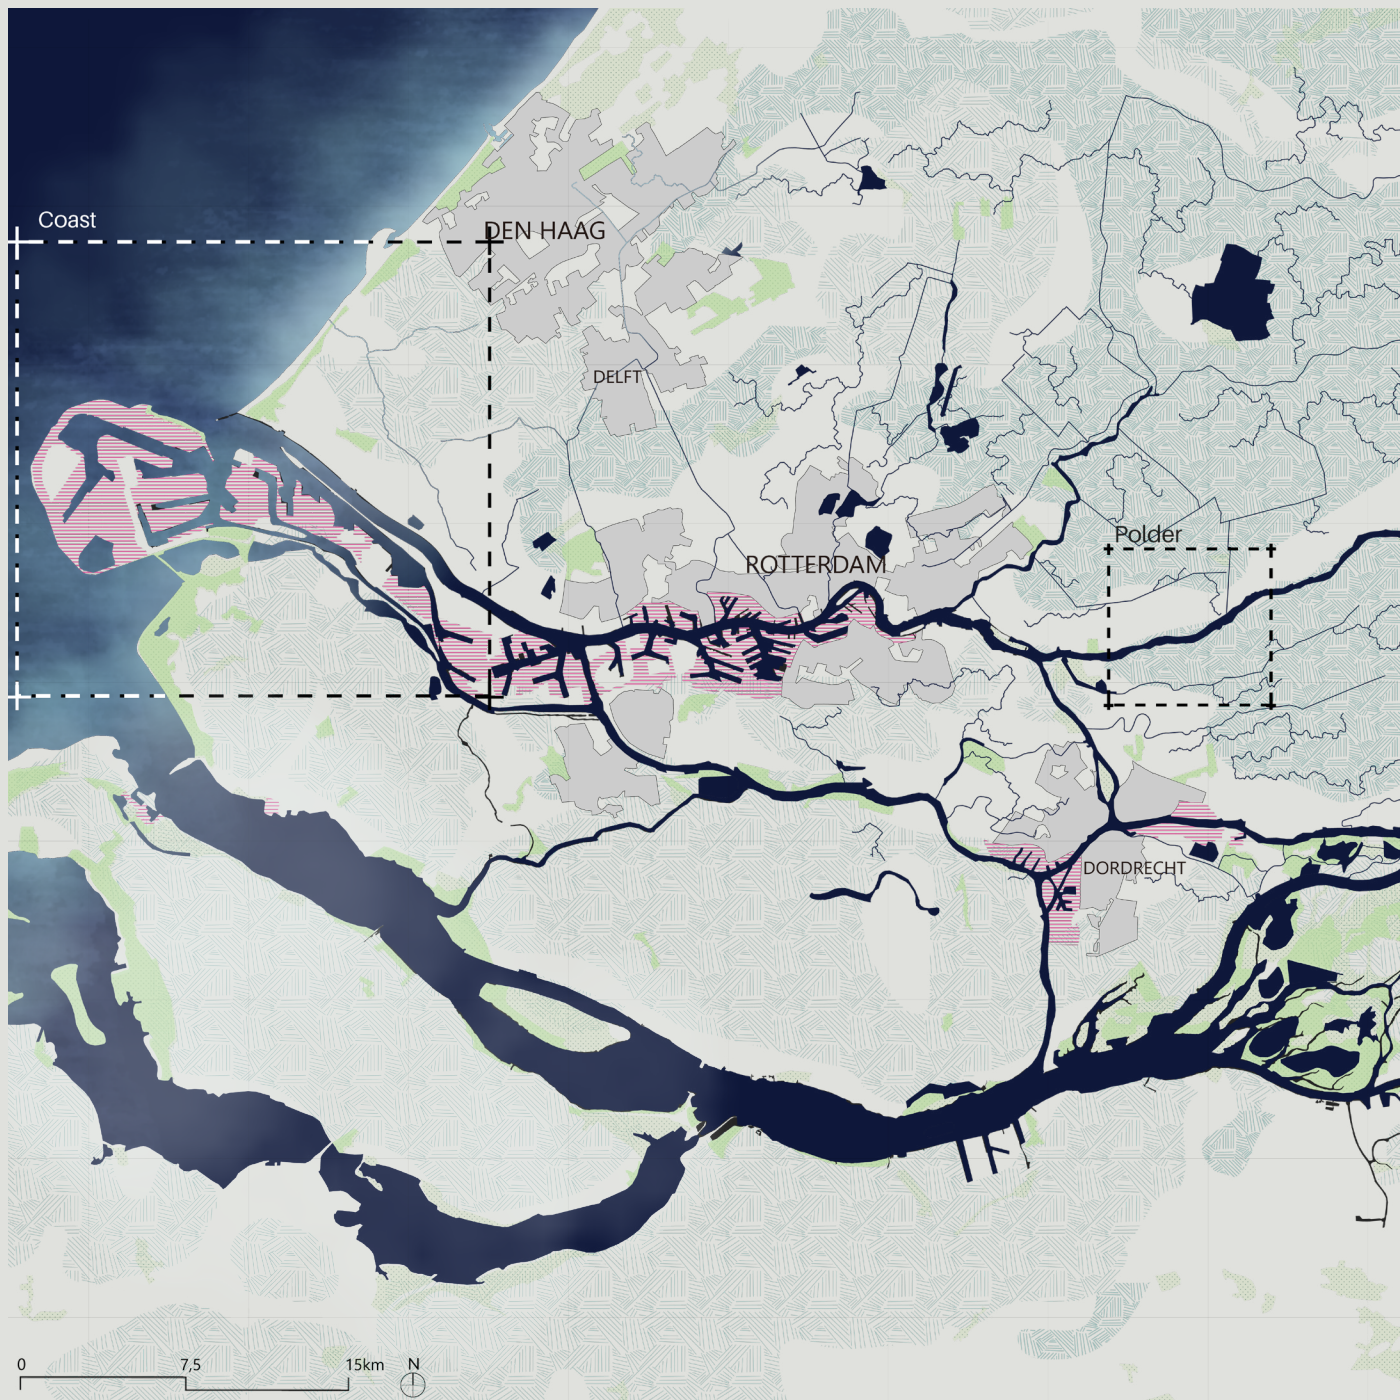 Coast
DEN HAAG
DELFT
Polder
ROTTERDAM
DORDRECHT
0 7,5 15km N